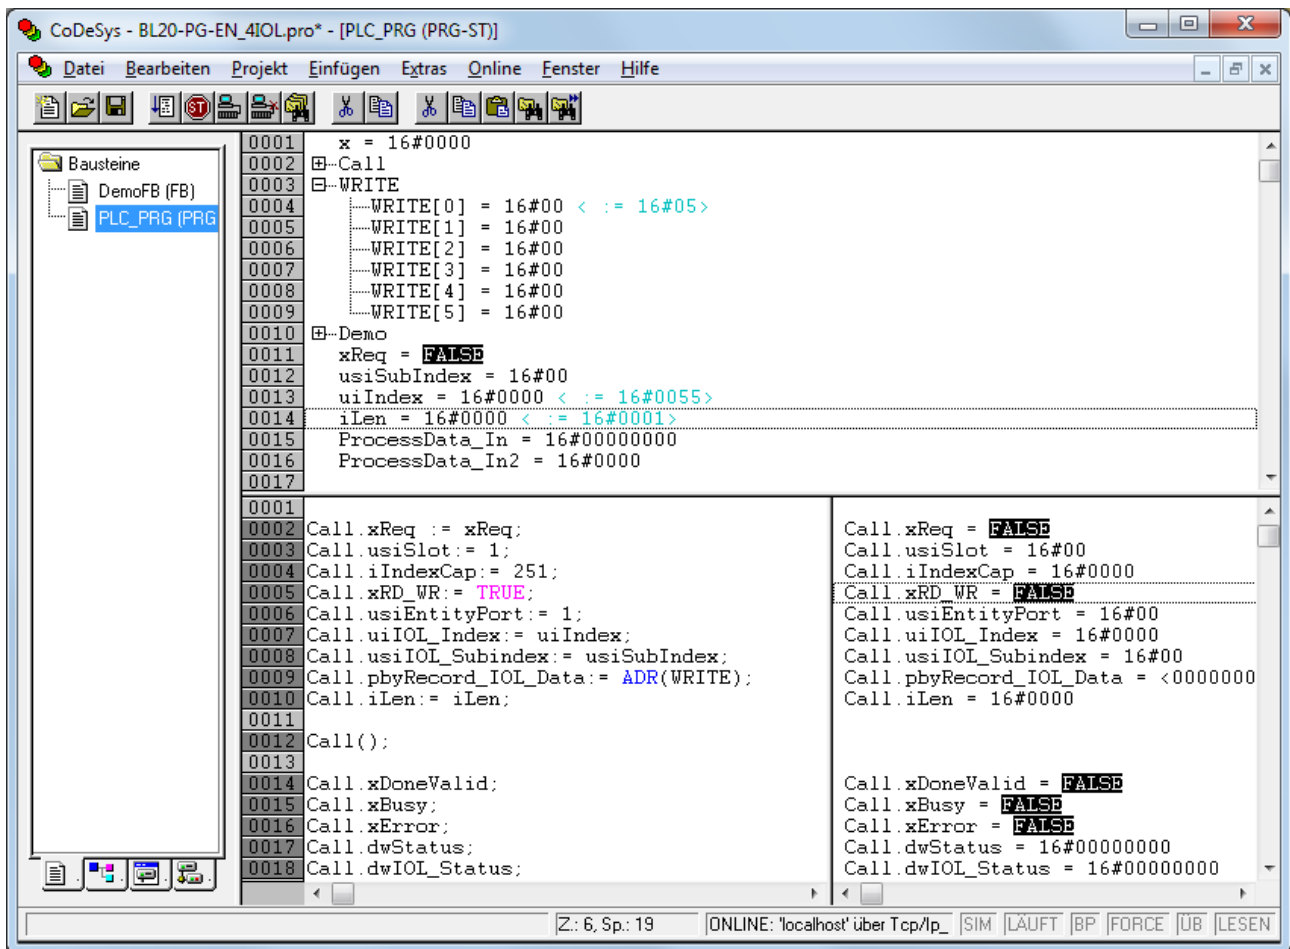 CoDeSys - BL20-PG-EN_4IOL.pro* - [PLC_PRG (PRG-ST)]
Datei Bearbeiten Projekt Einfügen Extras Online Fenster Hilfe
Bausteine
DemoFB (FB)
PLC_PRG (PRG
0001 x = 16#0000
0002 Call
0003 WRITE
0004 WRITE[0] = 16#00 < := 16#05>
0005 WRITE[1] = 16#00
0006 WRITE[2] = 16#00
0007 WRITE[3] = 16#00
0008 WRITE[4] = 16#00
0009 WRITE[5] = 16#00
0010 Demo
0011 xReq = FALSE
0012 usiSubIndex = 16#00
0013 uiIndex = 16#0000 < := 16#0055>
0014 iLen = 16#0000 < := 16#0001>
0015 ProcessData_In = 16#00000000
0016 ProcessData_In2 = 16#0000
0017
0001
0002 Call.xReq := xReq; Call.xReq = FALSE
0003 Call.usiSlot:= 1; Call.usiSlot = 16#00
0004 Call.iIndexCap:= 251; Call.iIndexCap = 16#0000
0005 Call.xRD_WR:= TRUE; Call.xRD_WR = FALSE
0006 Call.usiEntityPort:= 1; Call.usiEntityPort = 16#00
0007 Call.uiIOL_Index:= uiIndex; Call.uiIOL_Index = 16#0000
0008 Call.usiIOL_Subindex:= usiSubIndex; Call.usiIOL_Subindex = 16#00
0009 Call.pbyRecord_IOL_Data:= ADR(WRITE); Call.pbyRecord_IOL_Data = <0000000
0010 Call.iLen:= iLen; Call.iLen = 16#0000
0011
0012 Call();
0013
0014 Call.xDoneValid; Call.xDoneValid = FALSE
0015 Call.xBusy; Call.xBusy = FALSE
0016 Call.xError; Call.xError = FALSE
0017 Call.dwStatus; Call.dwStatus = 16#00000000
0018 Call.dwIOL_Status; Call.dwIOL_Status = 16#00000000
Z.: 6, Sp.: 19 ONLINE: 'localhost' über Tcp/Ip_ SIM LÄUFT BP FORCE ÜB LESEN